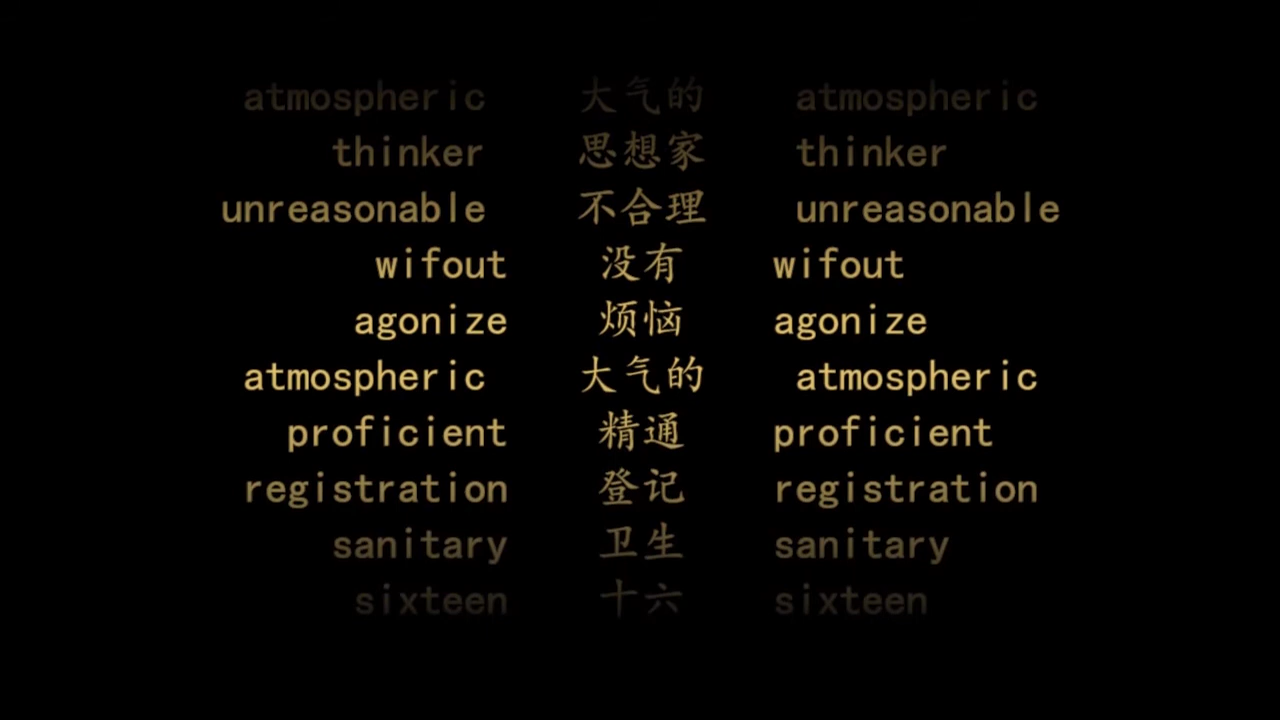 atmospheric 大气的 atmospheric
thinker 思想家 thinker
unreasonable 不合理 unreasonable
wifout 没有 wifout
agonize 烦恼 agonize
atmospheric 大气的 atmospheric
proficient 精通 proficient
registration 登记 registration
sanitary 卫生 sanitary
sixteen 十六 sixteen